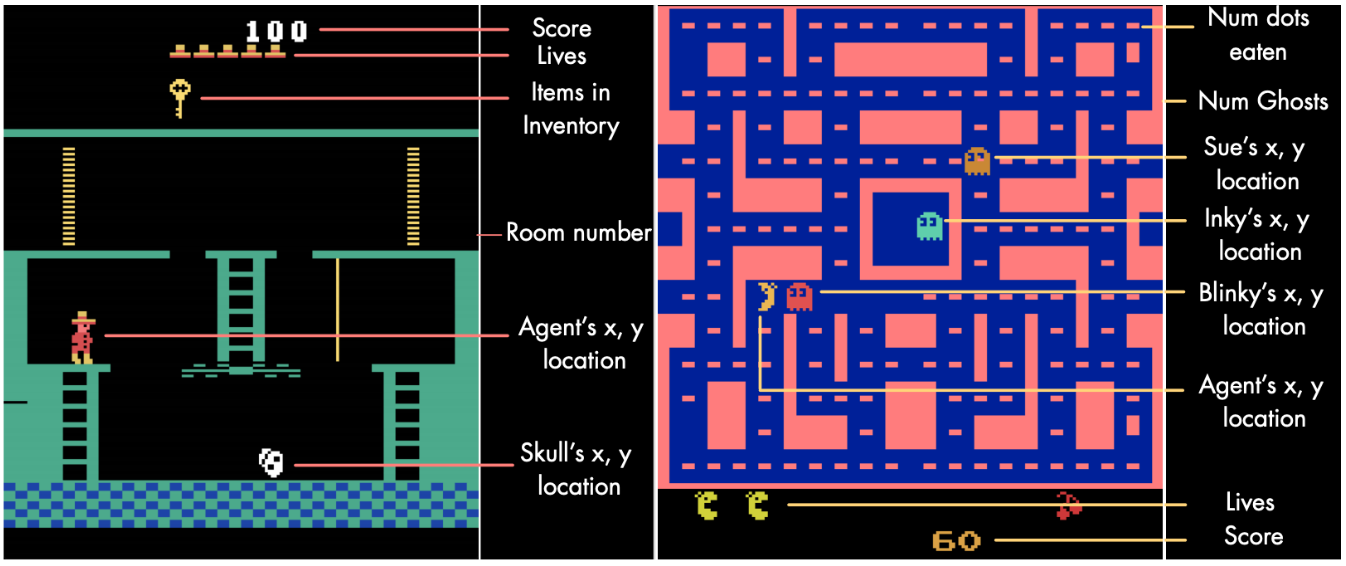 100
Score
Lives
Items in
Inventory
Room number
Agent's x, y
location
Skull's x, y
location
Num dots
eaten
Num Ghosts
Sue's x, y
location
Inky's x, y
location
Blinky's x, y
location
Agent's x, y
location
Lives
Score
60